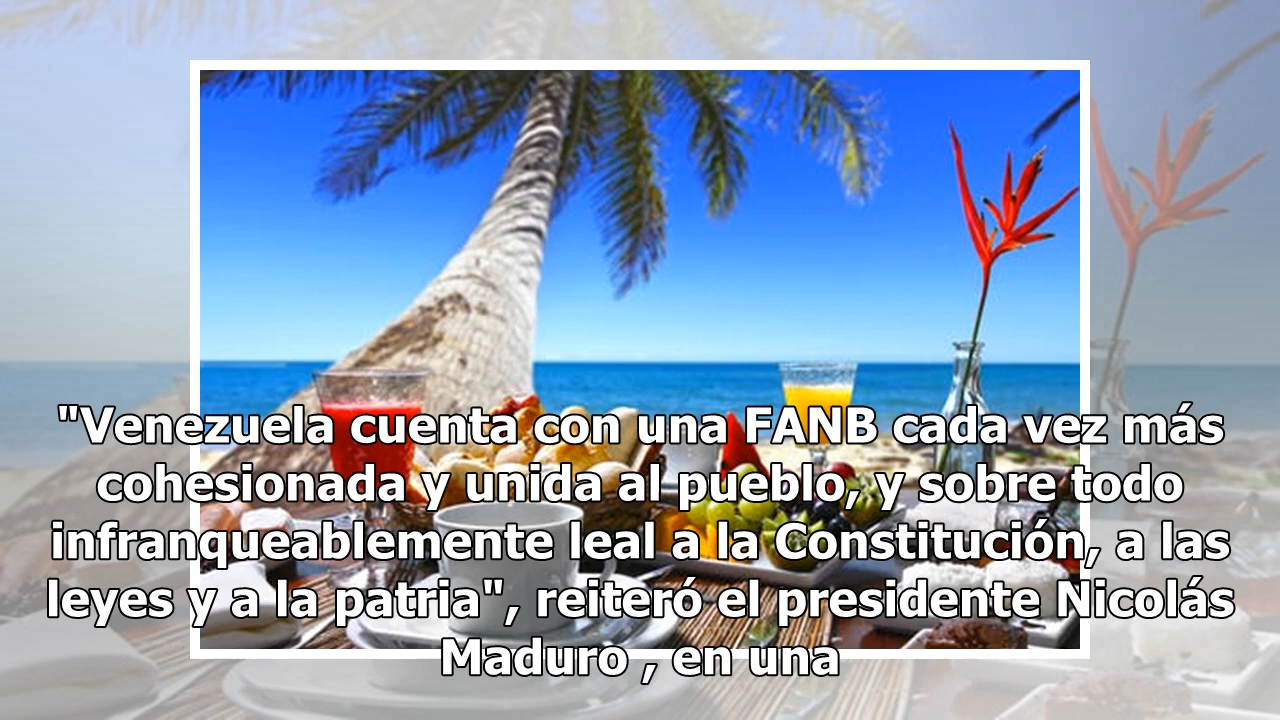 "Venezuela cuenta con una FANB cada vez más
cohesionada y unida al pueblo, y sobre todo
infranqueablemente leal a la Constitución, a las
leyes y a la patria", reiteró el presidente Nicolás
Maduro , en una